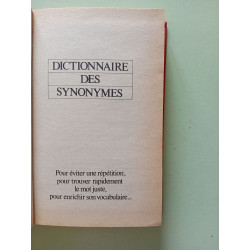 DICTIONNAIRE
DES
SYNONYMES
Pour éviter une répétition,
pour trouver rapidement
le mot juste,
pour enrichir son vocabulaire...